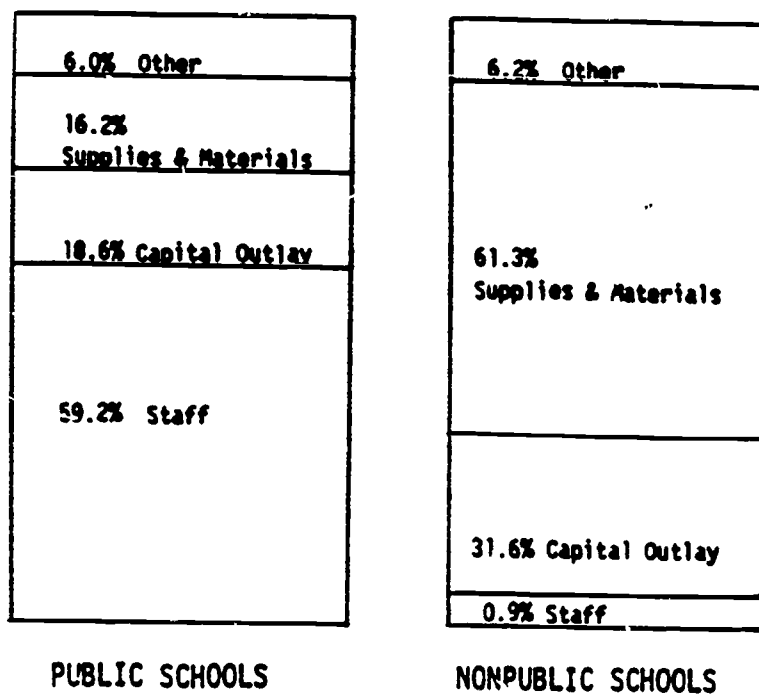 6.0% Other
16.2%
Supplies & Materials
18.6% Capital Outlay
59.2% Staff
PUBLIC SCHOOLS
6.2% Other
61.3%
Supplies & Materials
31.6% Capital Outlay
0.9% Staff
NONPUBLIC SCHOOLS